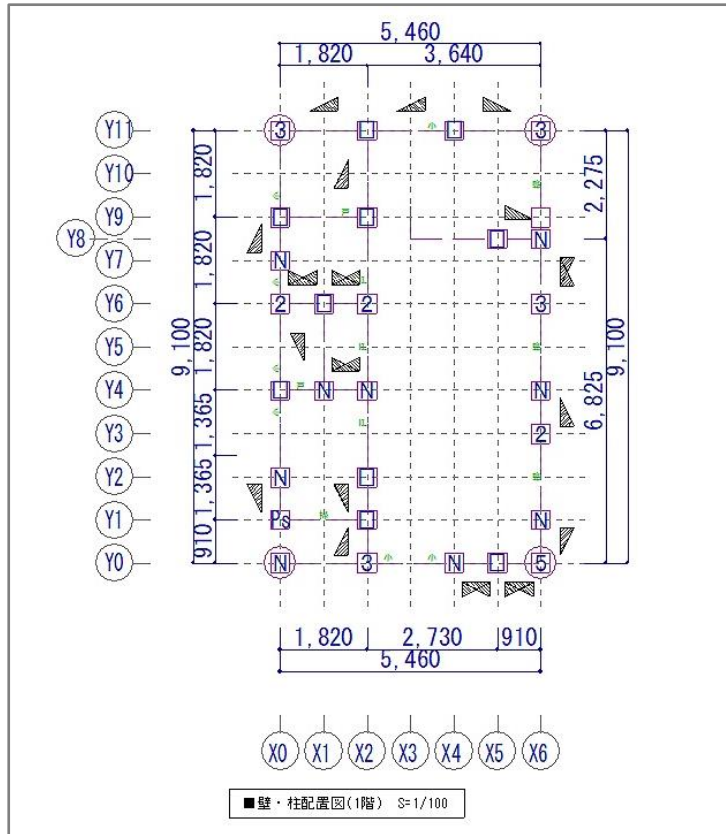 5,460
1,820 3,640
Y11 3 3
Y10
Y9
Y8 N
Y7 N
Y6 2 2 3
Y5
Y4 N N N
Y3 2
Y2 N
Y1 Ps N
Y0 N 3 N 5
9,100
1,820
1,820
1,820
1,365
1,365
910
2,275
6,825
9,100
1,820 2,730 910
5,460
X0 X1 X2 X3 X4 X5 X6
■壁・柱配置図(1階) S=1/100